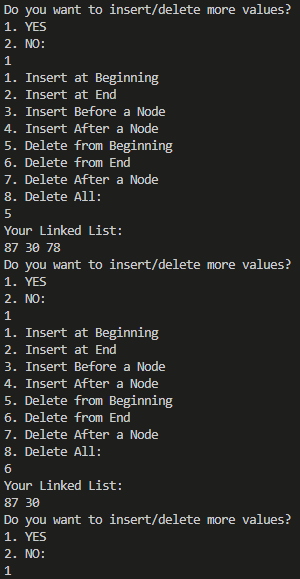 Do you want to insert/delete more values?
1. YES
2. NO:
1
1. Insert at Beginning
2. Insert at End
3. Insert Before a Node
4. Insert After a Node
5. Delete from Beginning
6. Delete from End
7. Delete After a Node
8. Delete All:
5
Your Linked List:
87 30 78
Do you want to insert/delete more values?
1. YES
2. NO:
1
1. Insert at Beginning
2. Insert at End
3. Insert Before a Node
4. Insert After a Node
5. Delete from Beginning
6. Delete from End
7. Delete After a Node
8. Delete All:
6
Your Linked List:
87 30
Do you want to insert/delete more values?
1. YES
2. NO:
1